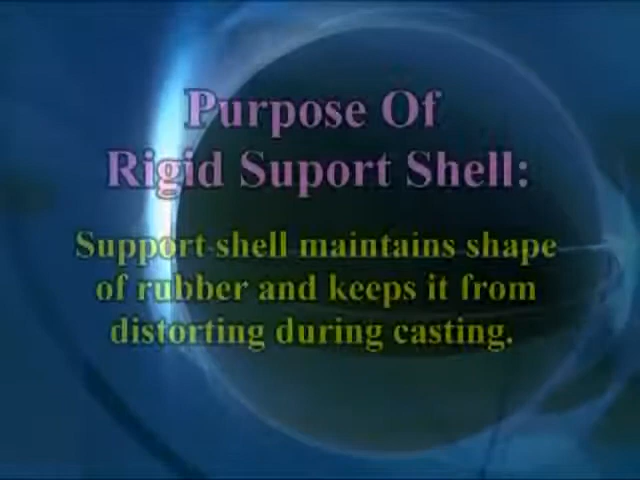 Purpose Of
Rigid Suport Shell:
Support shell maintains shape
of rubber and keeps it from
distorting during casting.